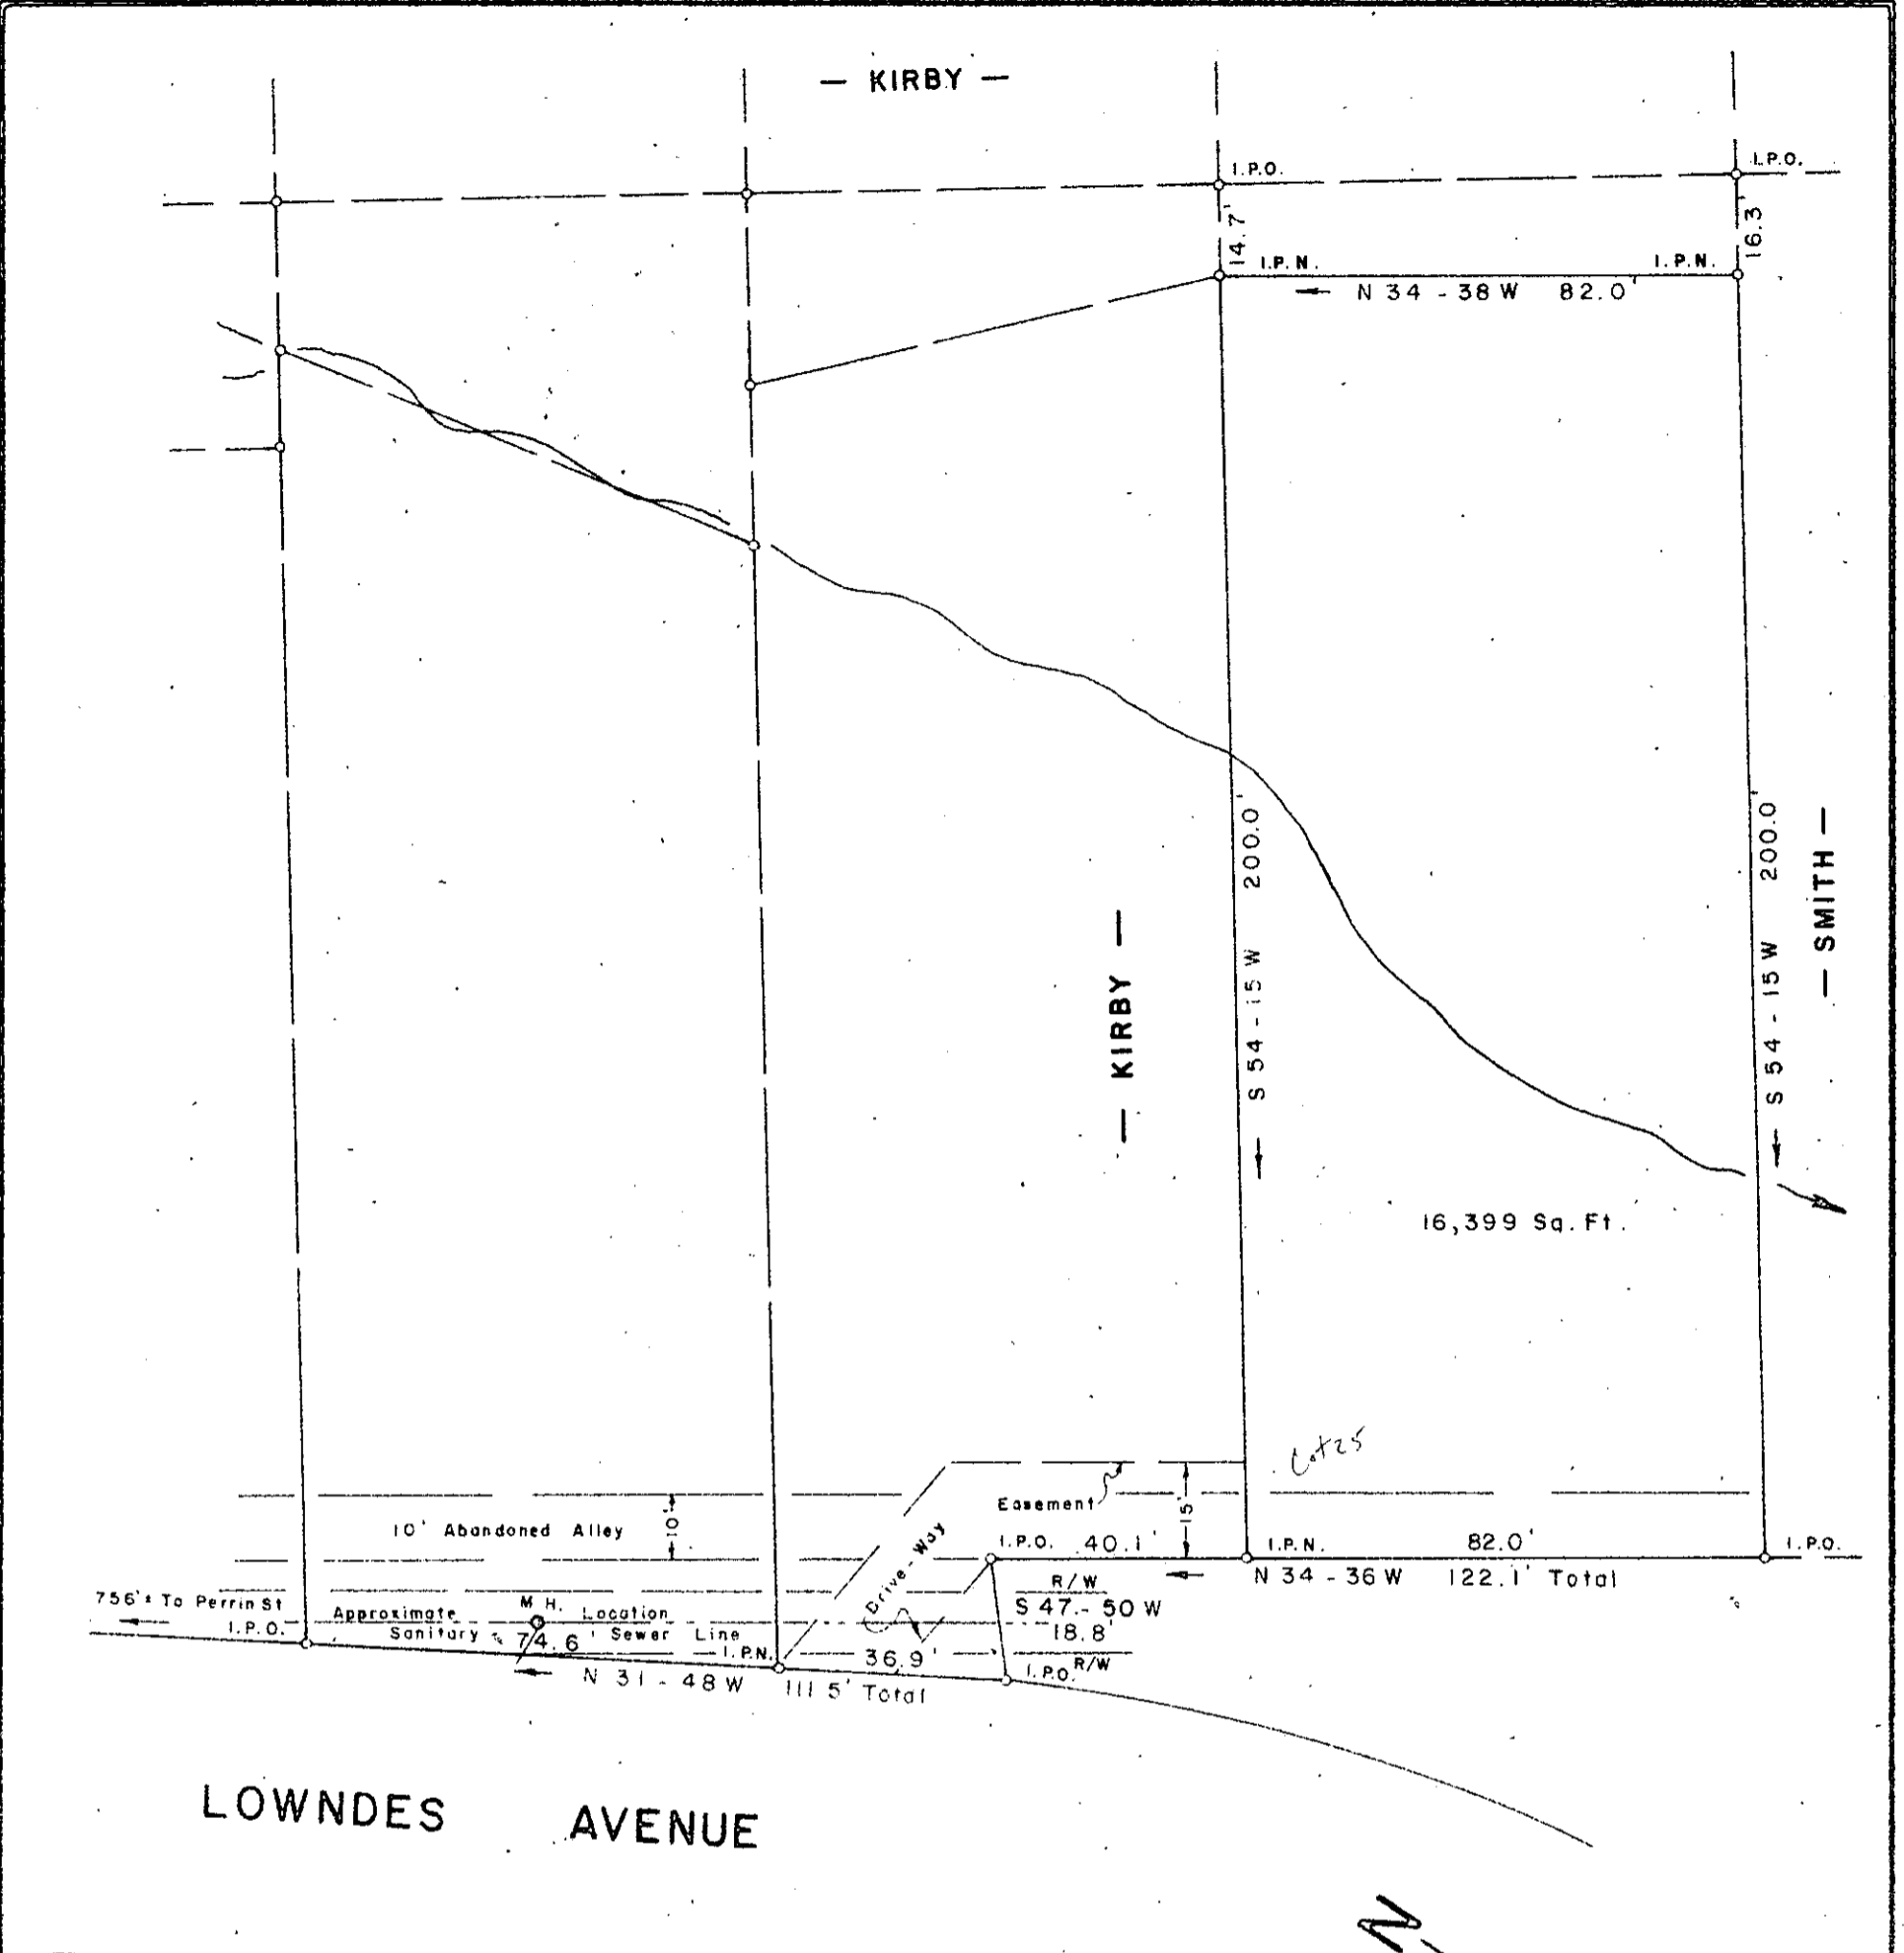 — KIRBY —
I.P.O.
I.P.O.
14.7'
16.3'
I.P.N.
I.P.N.
N 34 - 38 W 82.0'
S 54 - 15 W 200.0'
S 54 - 15 W 200.0'
— SMITH —
— KIRBY —
16,399 Sq. Ft.
Easement
15'
10' Abandoned Alley
10'
Drive-Way
I.P.O. 40.1'
I.P.N.
82.0'
I.P.O.
N 34 - 36 W 122.1' Total
R/W
S 47 - 50 W
18.8'
R/W
756'± To Perrin St
I.P.O.
Approximate M.H. Location
Sanitary 74.6' Sewer Line
I.P.N.
36.9'
I.P.O.
N 31 - 48 W 111.5' Total
LOWNDES AVENUE
N